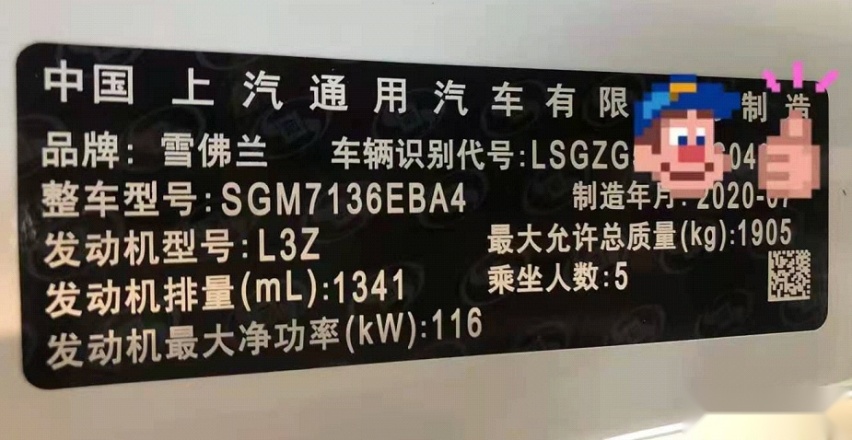 中国 上汽通用汽车有限 制造
品牌: 雪佛兰 车辆识别代号:LSGZG 04
整车型号:SGM7136EBA4 制造年月: 2020-07
发动机型号:L3Z 最大允许总质量(kg):1905
发动机排量(mL):1341 乘坐人数:5
发动机最大净功率(kW):116